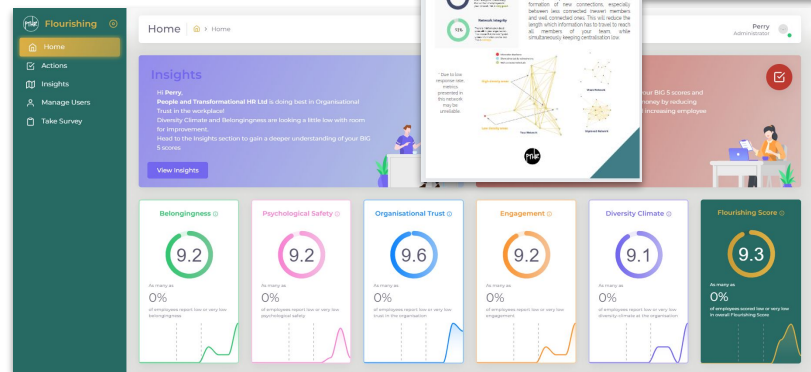 Flourishing
Home
Actions
Insights
Manage Users
Take Survey
Home
Home
Perry
Administrator
formation of new connections, especially
between less connected (newer) members
and well connected ones. This will reduce the
length which information has to travel to reach
all members of your team while
simultaneously keeping centralisation low.
Network Integrity
* Due to low
response rate,
metrics
presented in
this network
may be
unreliable.
Your Network
PTHR
Insights
Hi Perry,
People and Transformational HR Ltd is doing best in Organisational
Trust in the workplace!
Diversity Climate and Belongingness are looking a little low with room
for improvement.
Head to the Insights section to gain a deeper understanding of your BIG
5 scores.
View Insights
our BIG 5 scores and
money by reducing
increasing employee
Belongingness
9.2
As many as
0%
of employees report low or very low
belongingness
Psychological Safety
9.2
As many as
0%
of employees report low or very low
psychological safety
Organisational Trust
9.6
As many as
0%
of employees report low or very low
trust in the organisation
Engagement
9.2
As many as
0%
of employees report low or very low
engagement
Diversity Climate
9.1
As many as
0%
of employees report low or very low
diversity climate at the organisation
Flourishing Score
9.3
As many as
0%
of employees scored low or very low
in overall Flourishing Score